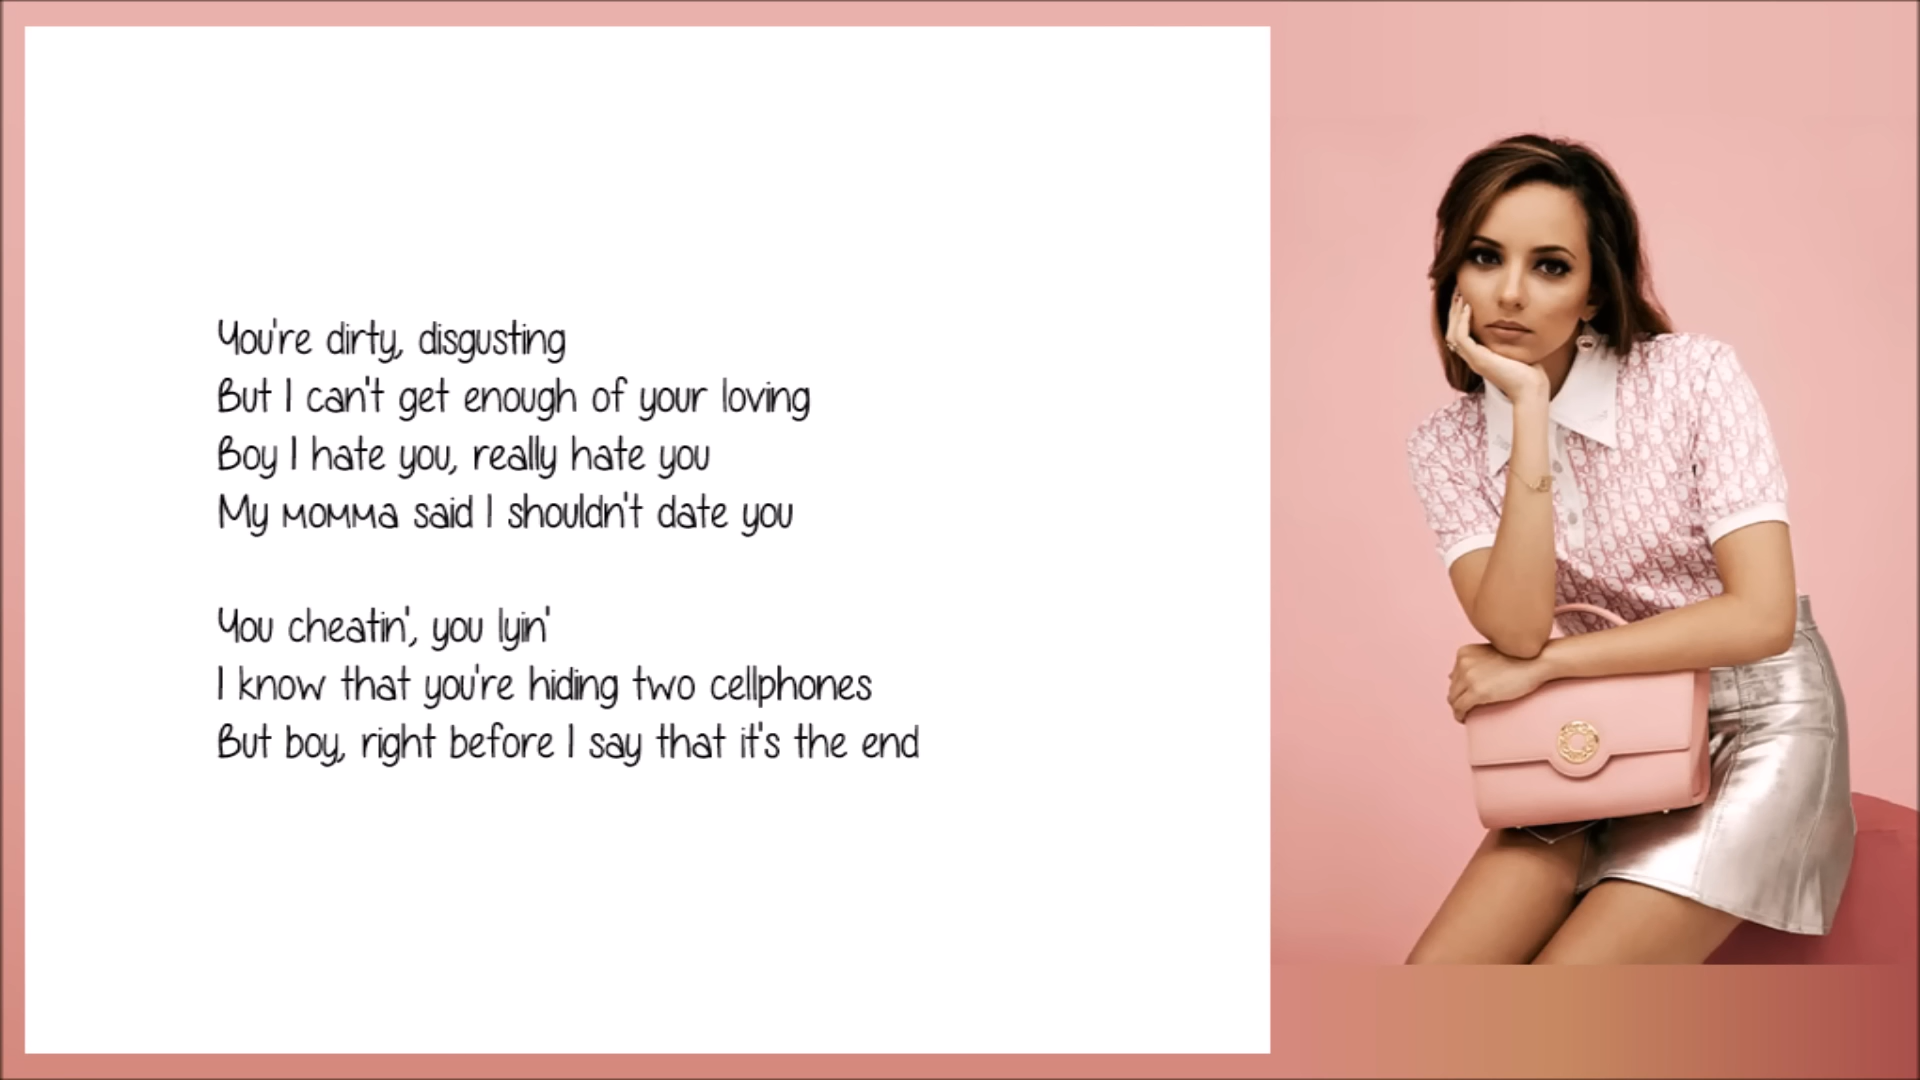 You're dirty, disgusting
But I can't get enough of your loving
Boy I hate you, really hate you
My momma said I shouldn't date you
You cheatin', you lyin'
I know that you're hiding two cellphones
But boy, right before I say that it's the end